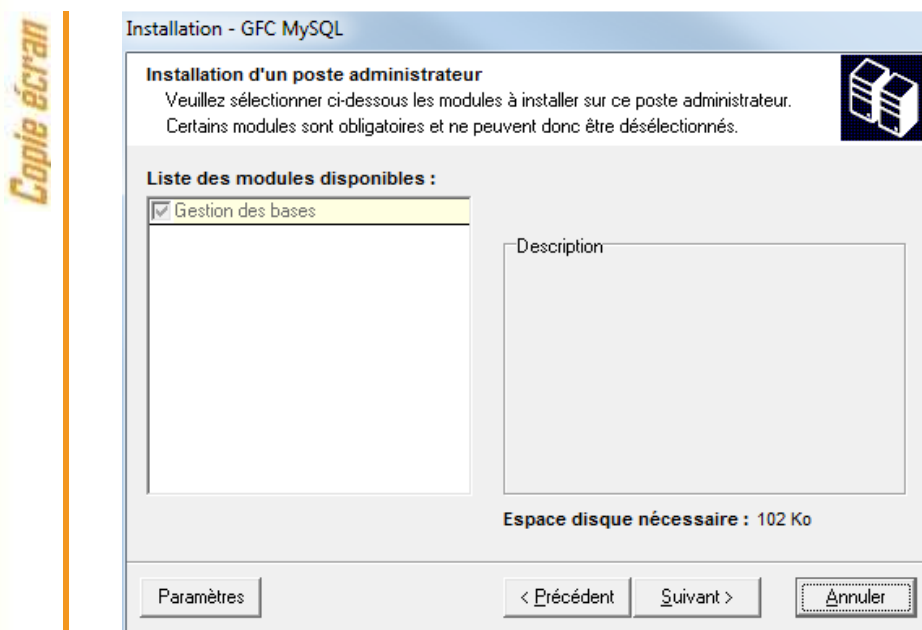 Copie écran
Installation - GFC MySQL
Installation d'un poste administrateur
Veuillez sélectionner ci-dessous les modules à installer sur ce poste administrateur.
Certains modules sont obligatoires et ne peuvent donc être désélectionnés.
Liste des modules disponibles :
Gestion des bases
Description
Espace disque nécessaire : 102 Ko
Paramètres
< Précédent
Suivant >
Annuler